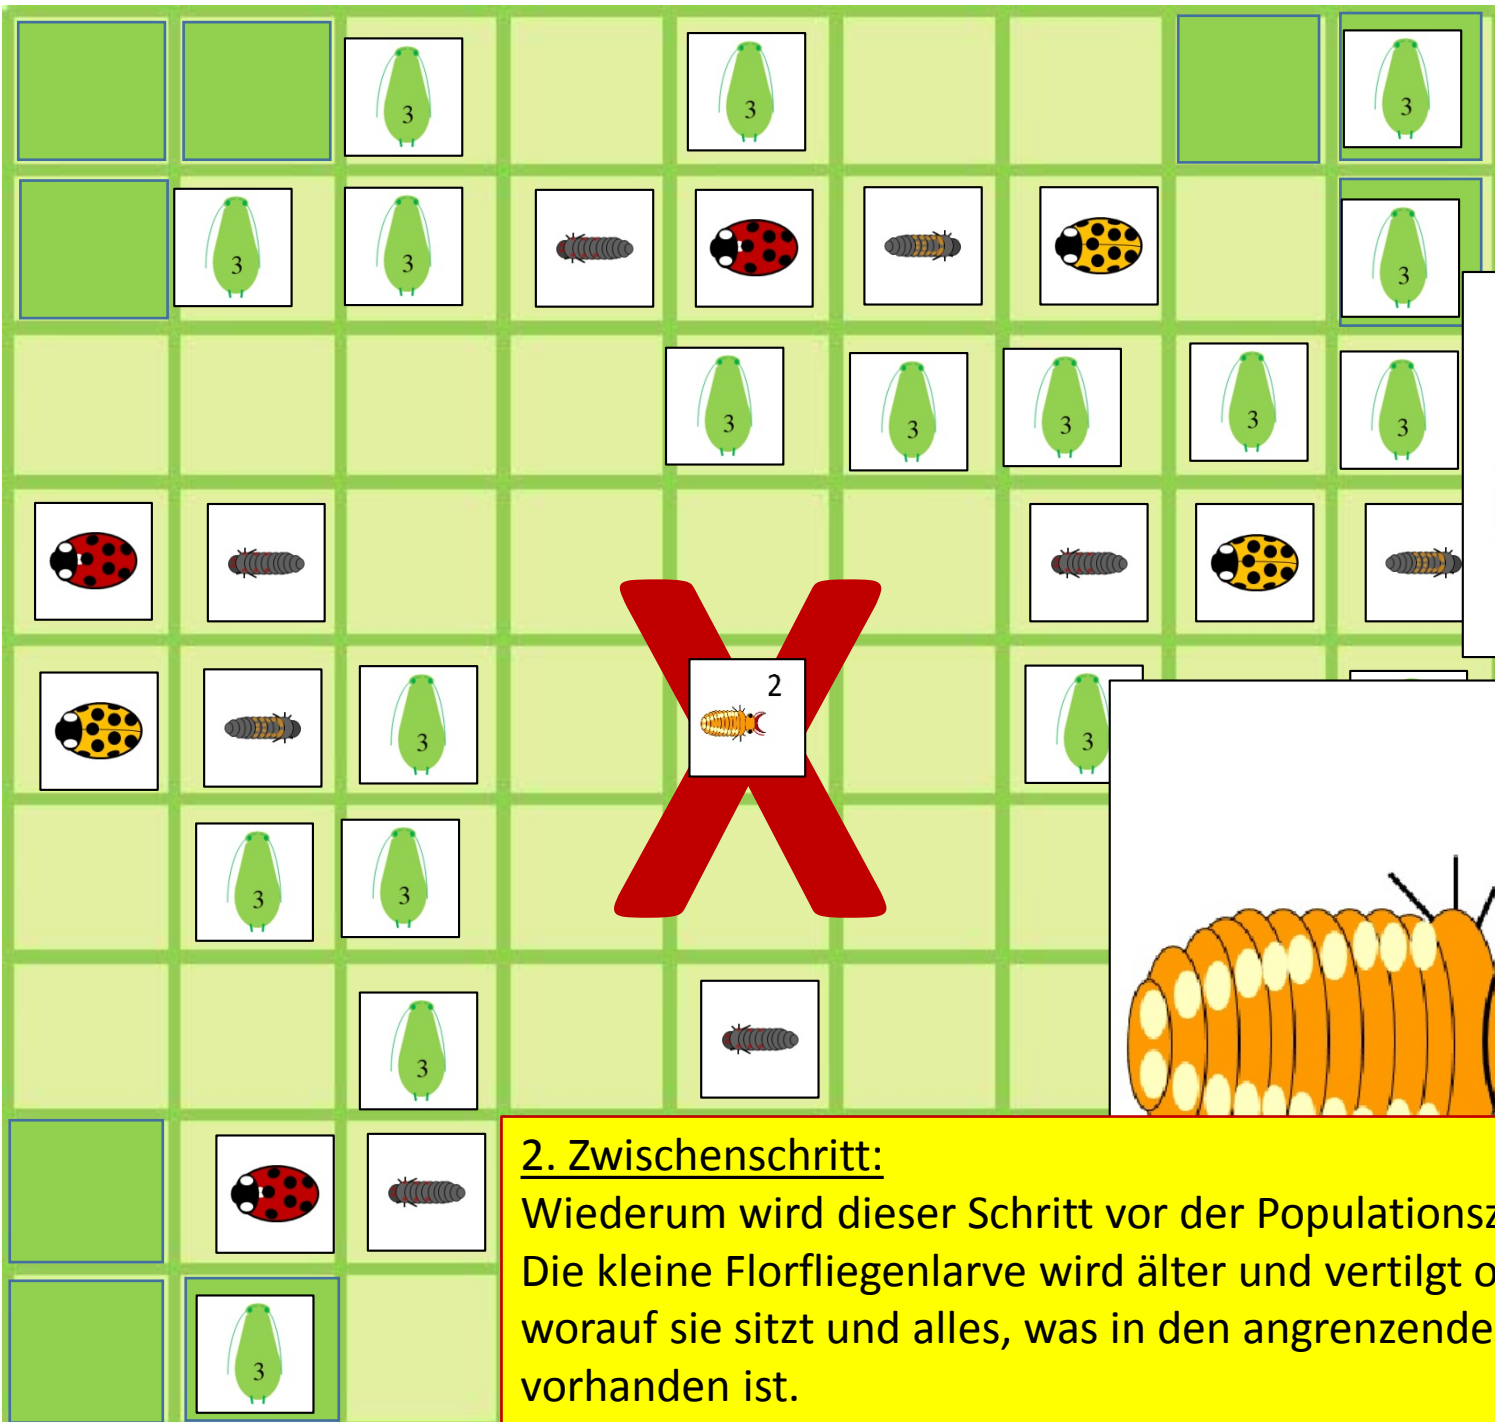 3 3 3
3 3 3
3 3 3 3 3
2
3 3
3 3
3
2. Zwischenschritt:
Wiederum wird dieser Schritt vor der Populationsz
Die kleine Florfliegenlarve wird älter und vertilgt o
worauf sie sitzt und alles, was in den angrenzende
vorhanden ist.
3